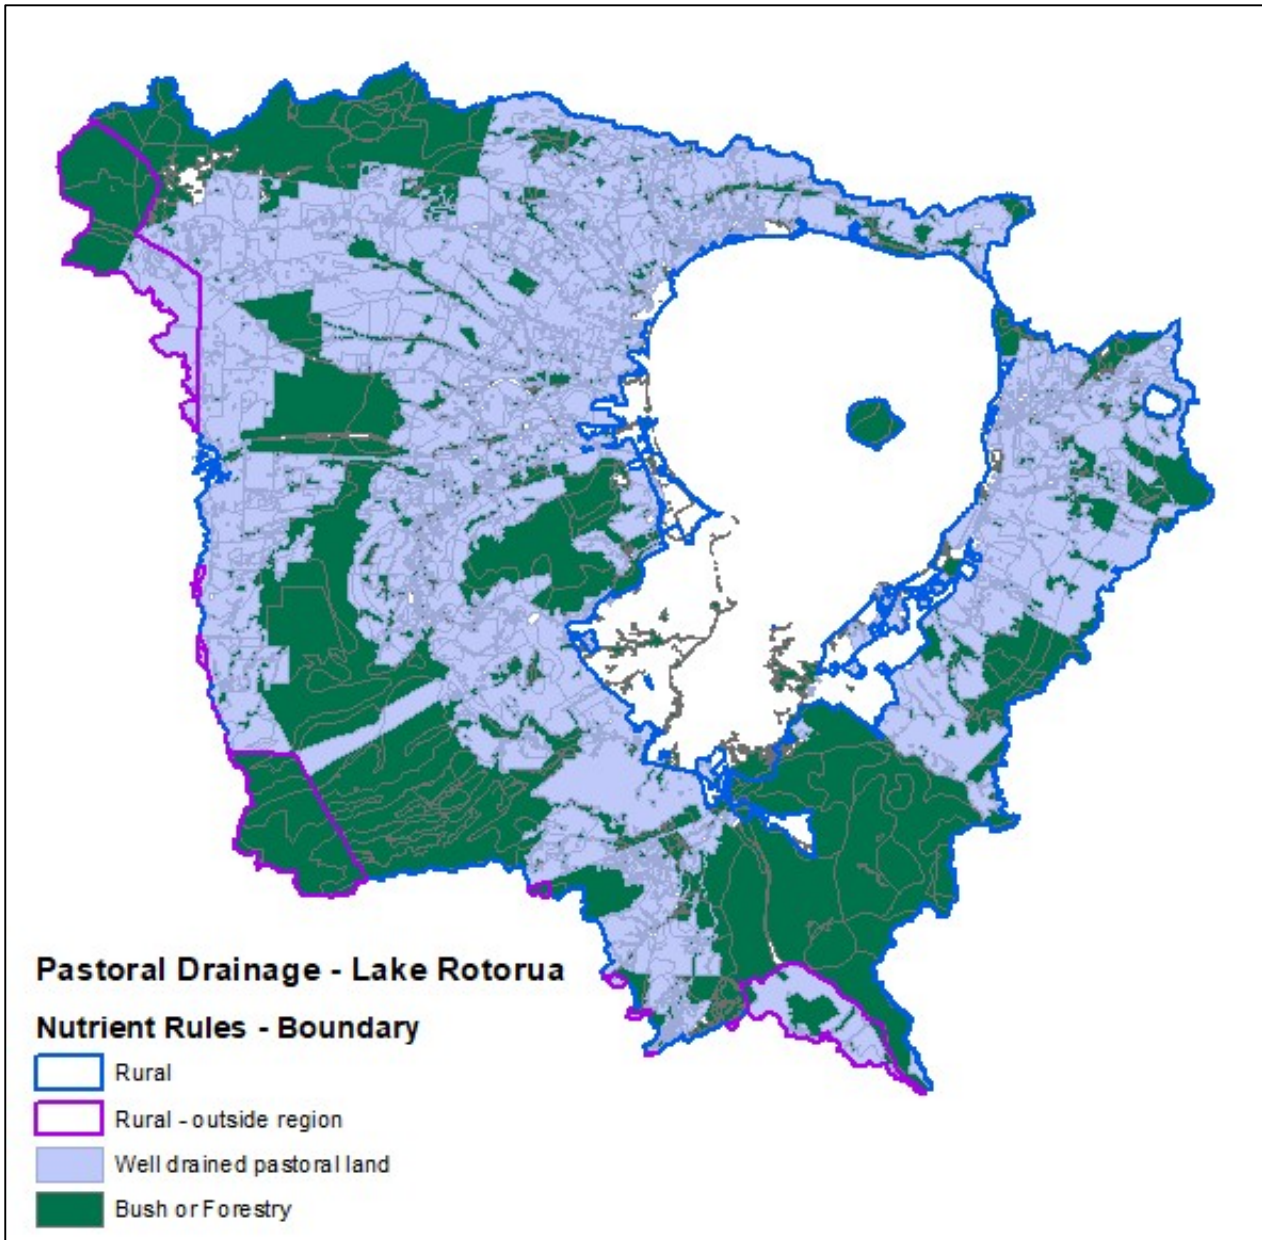 Pastoral Drainage - Lake Rotorua
Nutrient Rules - Boundary
Rural
Rural - outside region
Well drained pastoral land
Bush or Forestry